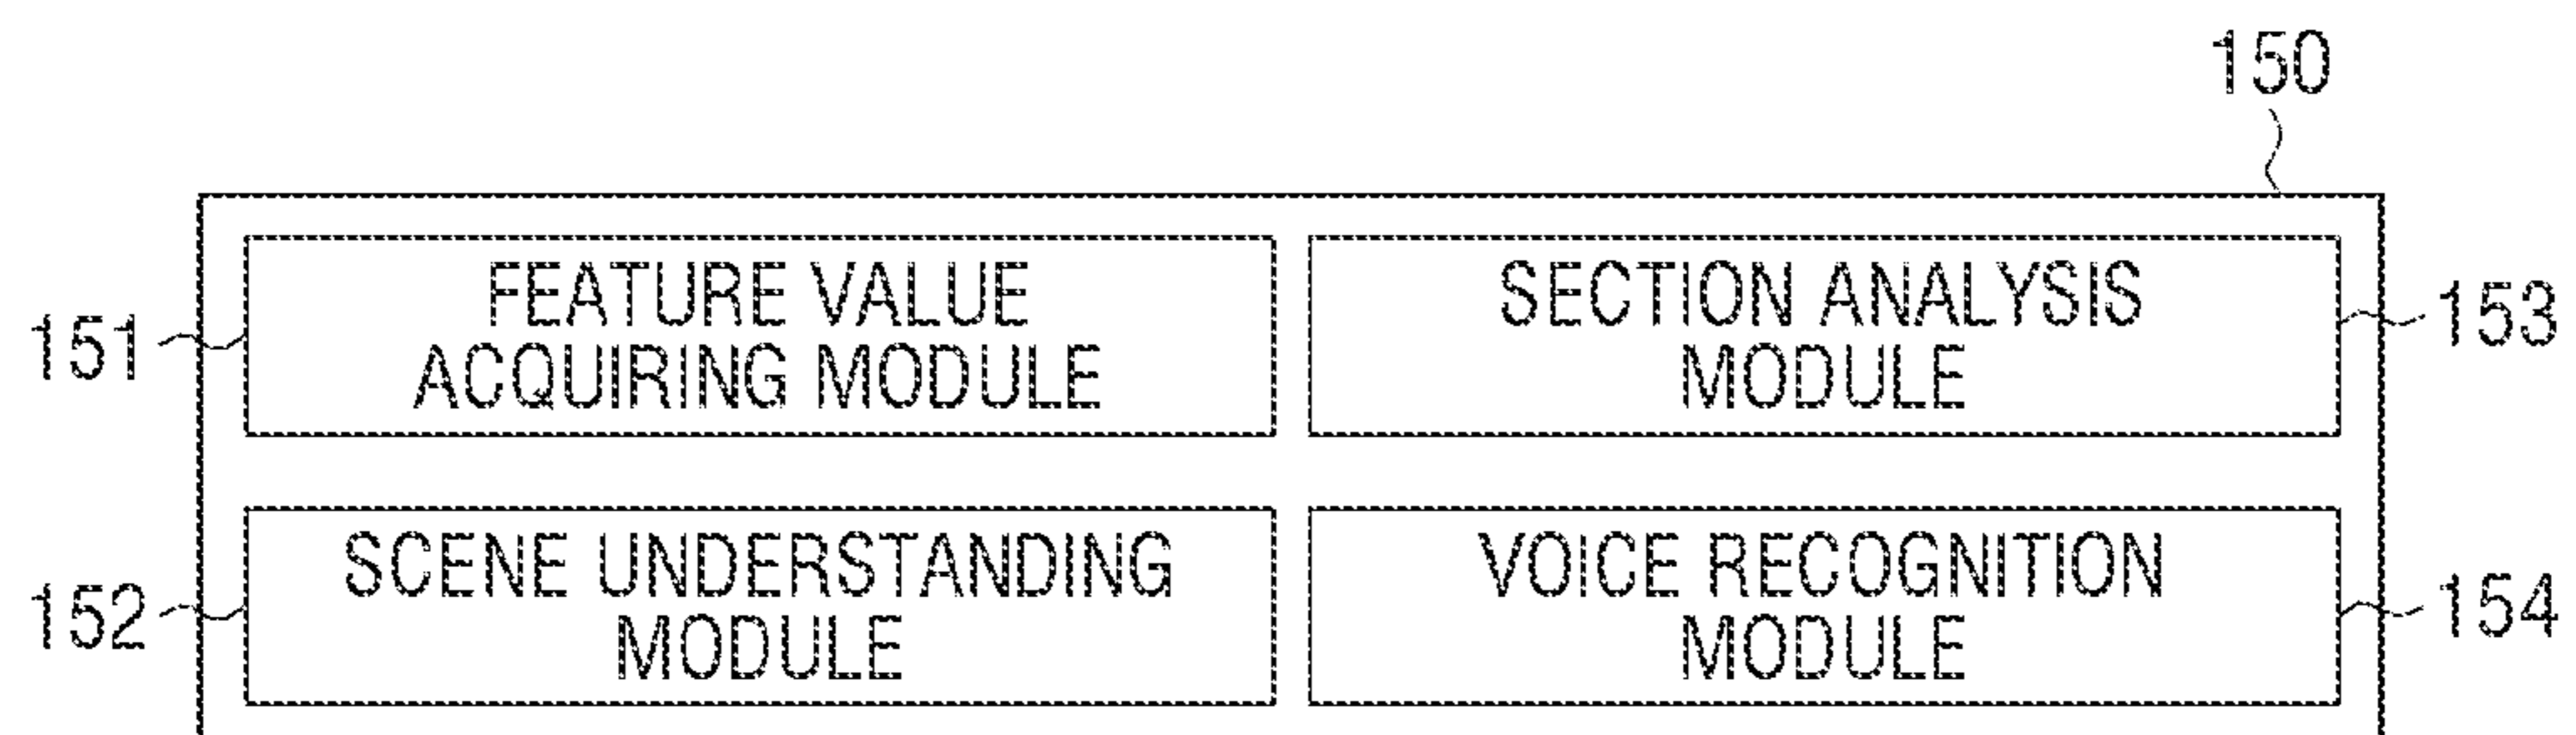 150
151
FEATURE VALUE
ACQUIRING MODULE
SECTION ANALYSIS
MODULE
153
152
SCENE UNDERSTANDING
MODULE
VOICE RECOGNITION
MODULE
154